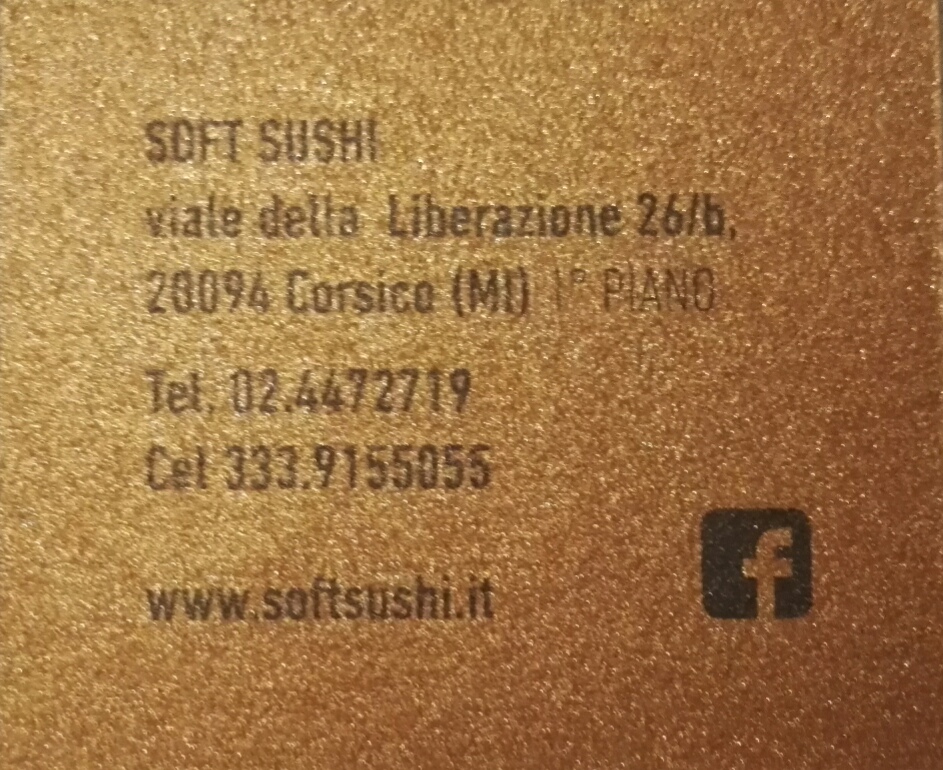 SOFT SUSHI
viale della Liberazione 26/b,
20094 Corsico (MI) 1° PIANO
Tel. 02.4472719
Cel 333.9155055
www.softsushi.it
f